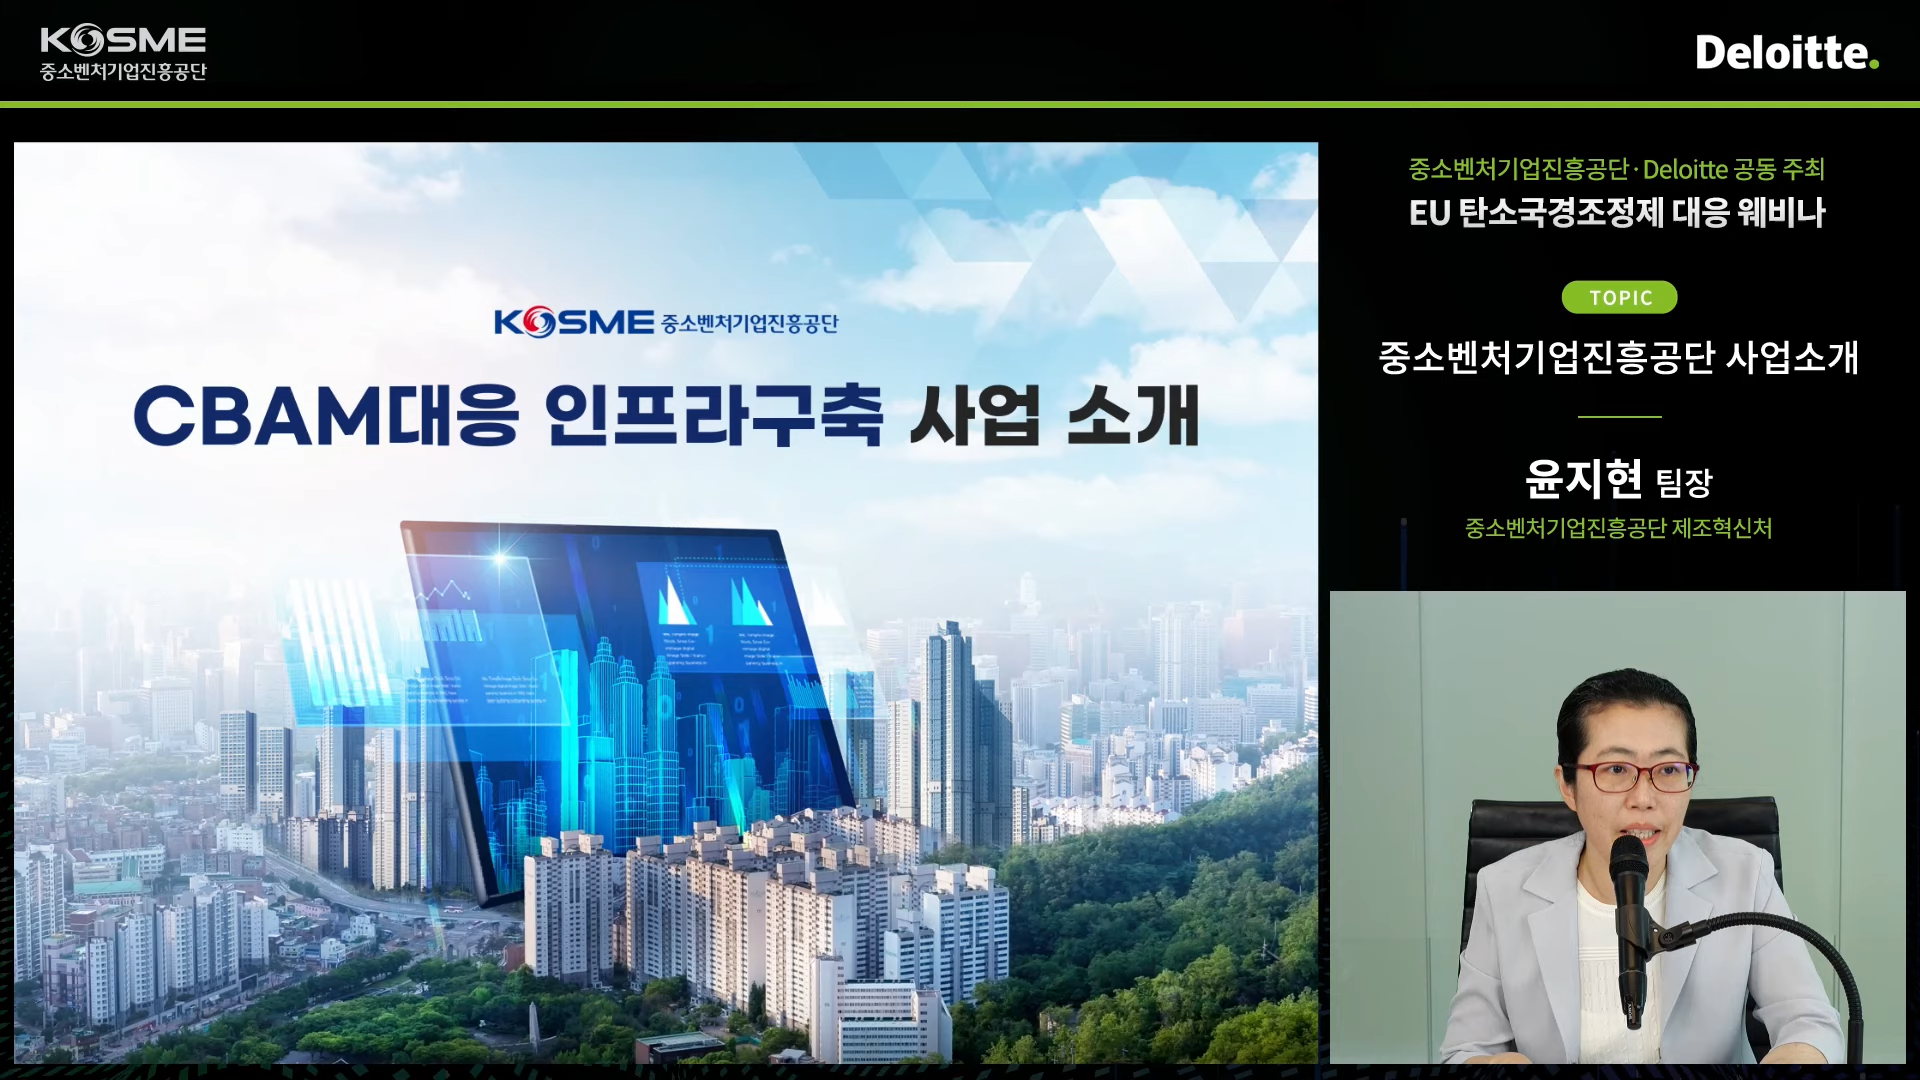 KOSME
중소벤처기업진흥공단
Deloitte.
KOSME 중소벤처기업진흥공단
CBAM대응 인프라구축 사업 소개
중소벤처기업진흥공단·Deloitte 공동 주최
EU 탄소국경조정제 대응 웨비나
TOPIC
중소벤처기업진흥공단 사업소개
윤지현 팀장
중소벤처기업진흥공단 제조혁신처